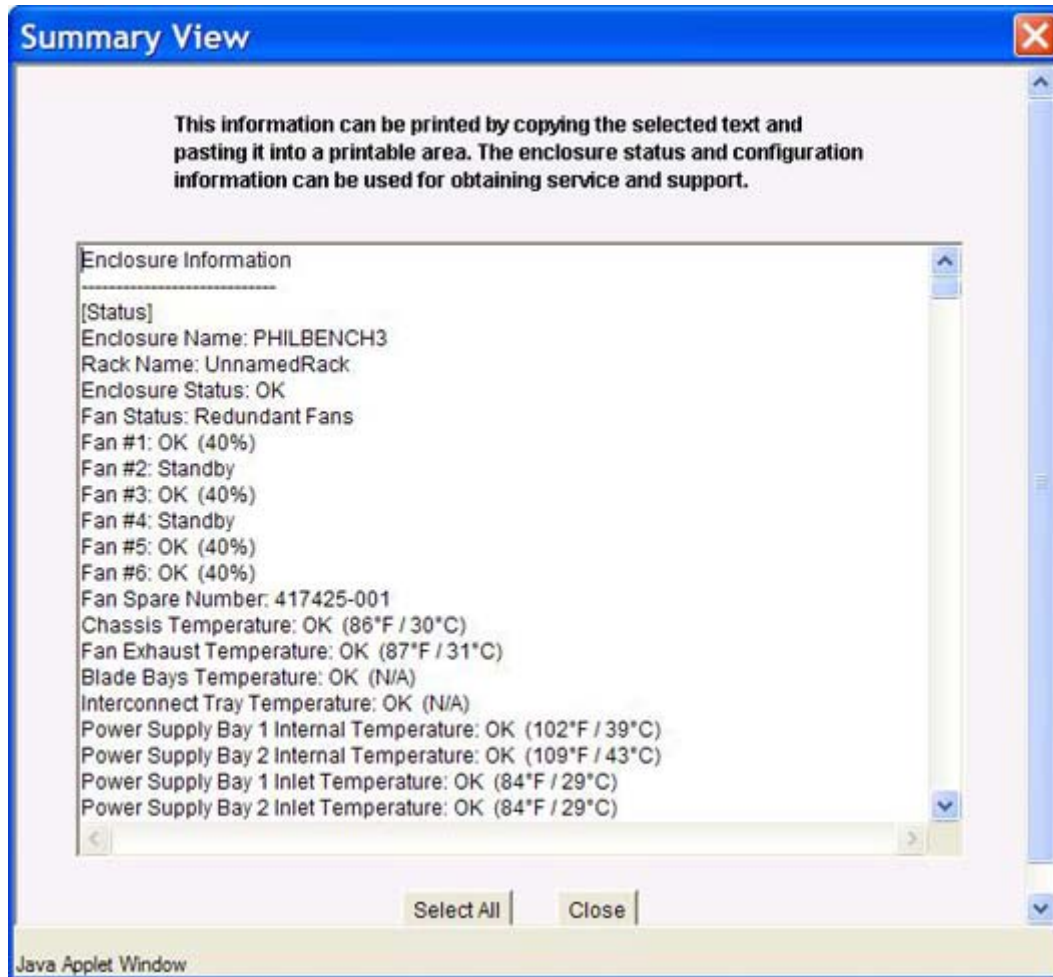 Summary View
This information can be printed by copying the selected text and
pasting it into a printable area. The enclosure status and configuration
information can be used for obtaining service and support.
Enclosure Information
----------------------------
[Status]
Enclosure Name: PHILBENCH3
Rack Name: UnnamedRack
Enclosure Status: OK
Fan Status: Redundant Fans
Fan #1: OK (40%)
Fan #2: Standby
Fan #3: OK (40%)
Fan #4: Standby
Fan #5: OK (40%)
Fan #6: OK (40%)
Fan Spare Number: 417425-001
Chassis Temperature: OK (86°F / 30°C)
Fan Exhaust Temperature: OK (87°F / 31°C)
Blade Bays Temperature: OK (N/A)
Interconnect Tray Temperature: OK (N/A)
Power Supply Bay 1 Internal Temperature: OK (102°F / 39°C)
Power Supply Bay 2 Internal Temperature: OK (109°F / 43°C)
Power Supply Bay 1 Inlet Temperature: OK (84°F / 29°C)
Power Supply Bay 2 Inlet Temperature: OK (84°F / 29°C)
Select All Close
Java Applet Window